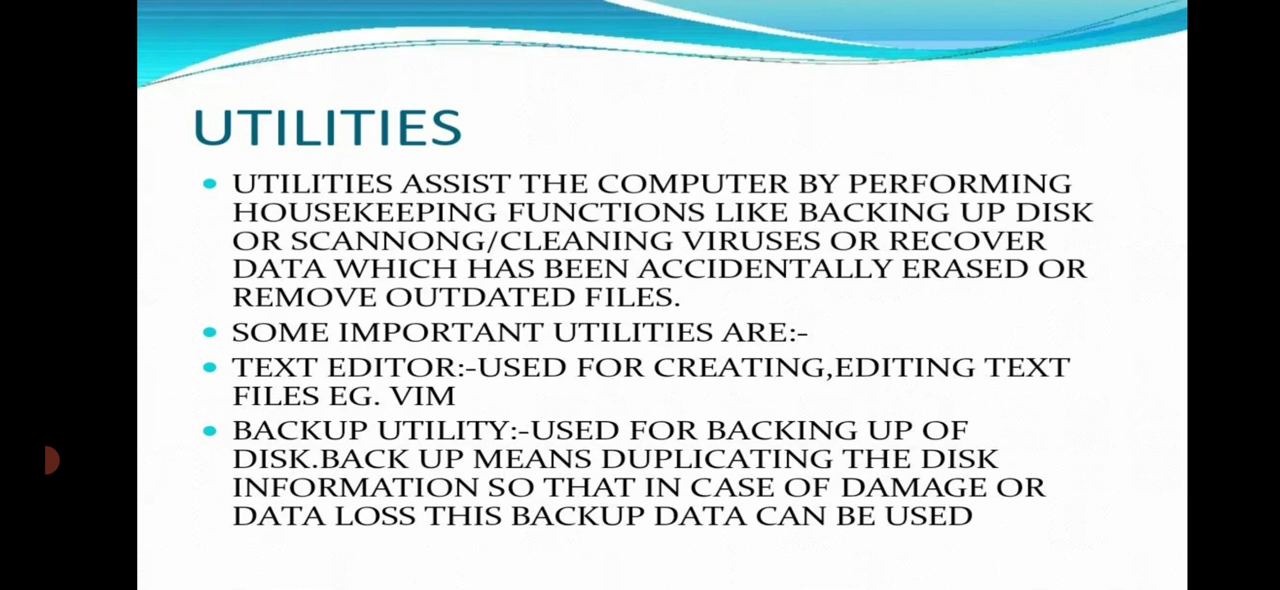 UTILITIES
UTILITIES ASSIST THE COMPUTER BY PERFORMING
HOUSEKEEPING FUNCTIONS LIKE BACKING UP DISK
OR SCANNONG/CLEANING VIRUSES OR RECOVER
DATA WHICH HAS BEEN ACCIDENTALLY ERASED OR
REMOVE OUTDATED FILES.
SOME IMPORTANT UTILITIES ARE:-
TEXT EDITOR:-USED FOR CREATING,EDITING TEXT
FILES EG. VIM
BACKUP UTILITY:-USED FOR BACKING UP OF
DISK.BACK UP MEANS DUPLICATING THE DISK
INFORMATION SO THAT IN CASE OF DAMAGE OR
DATA LOSS THIS BACKUP DATA CAN BE USED